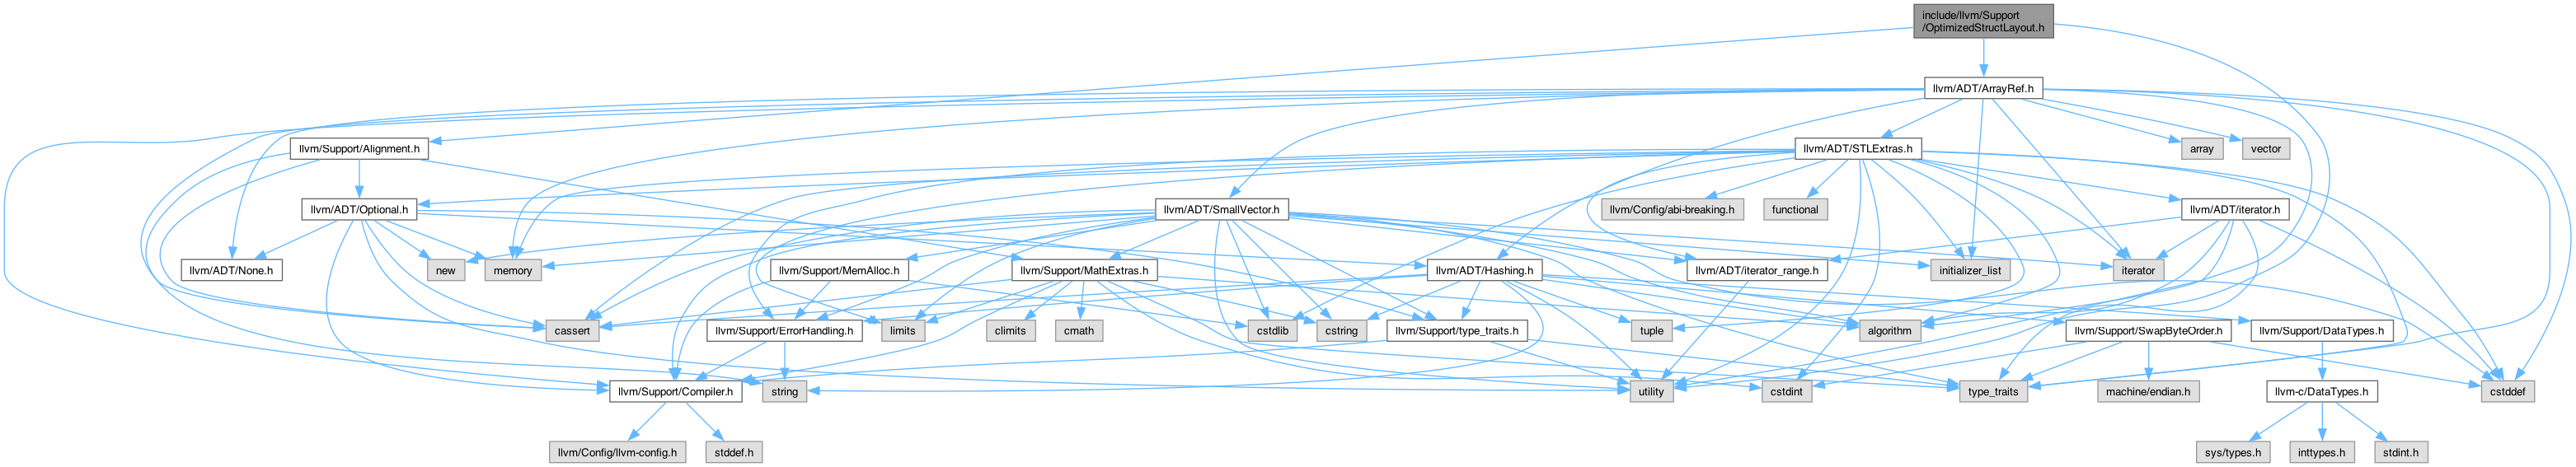 include/llvm/Support
/OptimizedStructLayout.h
llvm/ADT/ArrayRef.h
llvm/Support/Alignment.h
llvm/ADT/STLExtras.h
array
vector
llvm/ADT/Optional.h
llvm/ADT/SmallVector.h
llvm/Config/abi-breaking.h
functional
llvm/ADT/iterator.h
llvm/ADT/None.h
new
memory
llvm/Support/MemAlloc.h
llvm/Support/MathExtras.h
llvm/ADT/Hashing.h
llvm/ADT/iterator_range.h
initializer_list
iterator
cassert
llvm/Support/ErrorHandling.h
limits
climits
cmath
cstdlib
cstring
llvm/Support/type_traits.h
tuple
algorithm
llvm/Support/SwapByteOrder.h
llvm/Support/DataTypes.h
llvm/Support/Compiler.h
string
utility
cstdint
type_traits
machine/endian.h
llvm-c/DataTypes.h
cstddef
llvm/Config/llvm-config.h
stddef.h
sys/types.h
inttypes.h
stdint.h